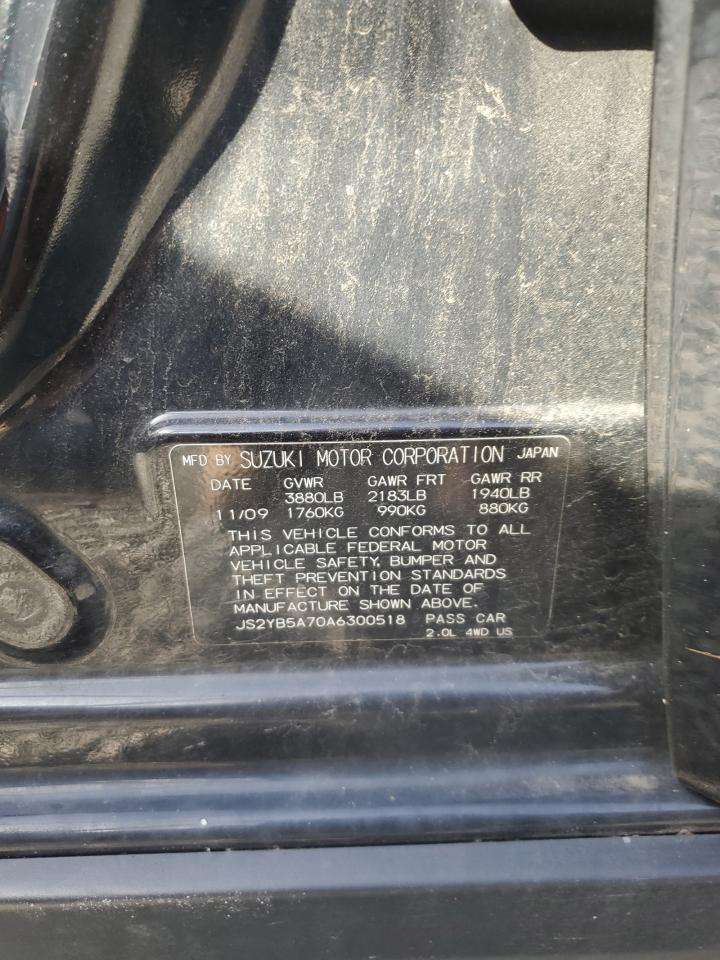 MFD BY SUZUKI MOTOR CORPORATION JAPAN
DATE GVWR GAWR FRT GAWR RR
3880LB 2183LB 1940LB
11/09 1760KG 990KG 880KG
THIS VEHICLE CONFORMS TO ALL
APPLICABLE FEDERAL MOTOR
VEHICLE SAFETY, BUMPER AND
THEFT PREVENTION STANDARDS
IN EFFECT ON THE DATE OF
MANUFACTURE SHOWN ABOVE.
JS2YB5A70A6300518 PASS CAR
2.0L 4WD US